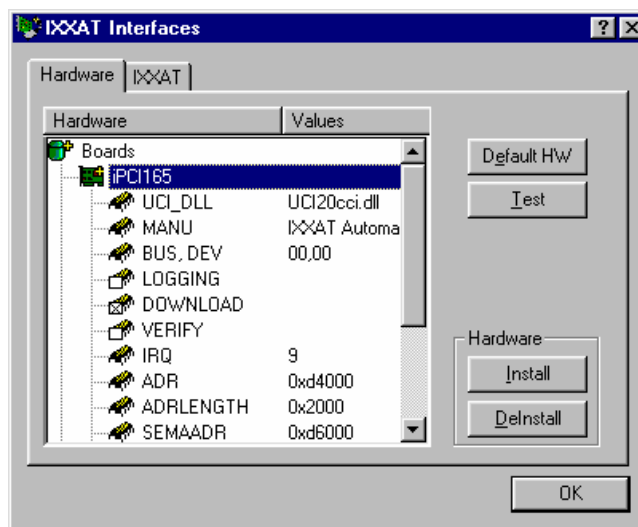 IXXAT Interfaces
Hardware IXXAT
Hardware Values
Boards
iPCI165
UCI_DLL UCI20cci.dll
MANU IXXAT Automa
BUS, DEV 00,00
LOGGING
DOWNLOAD
VERIFY
IRQ 9
ADR 0xd4000
ADRLENGTH 0x2000
SEMAADR 0xd6000
Default HW
Test
Hardware
Install
DeInstall
OK